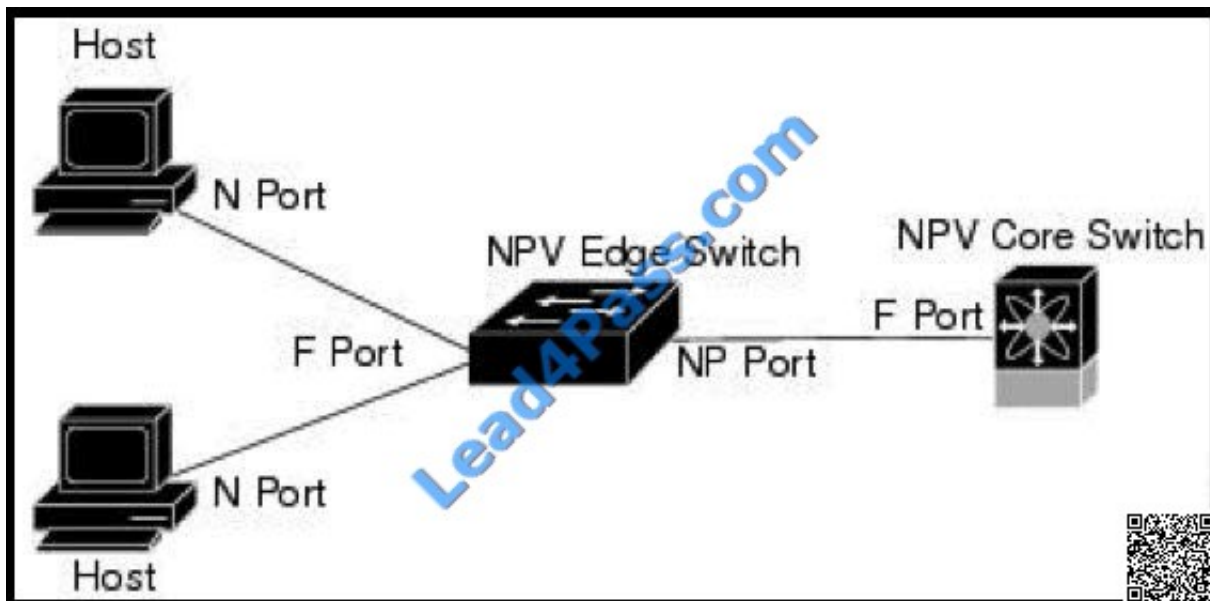 Host
N Port
NPV Edge Switch
NPV Core Switch
F Port
F Port
NP Port
N Port
Host
Lead4Pass.com